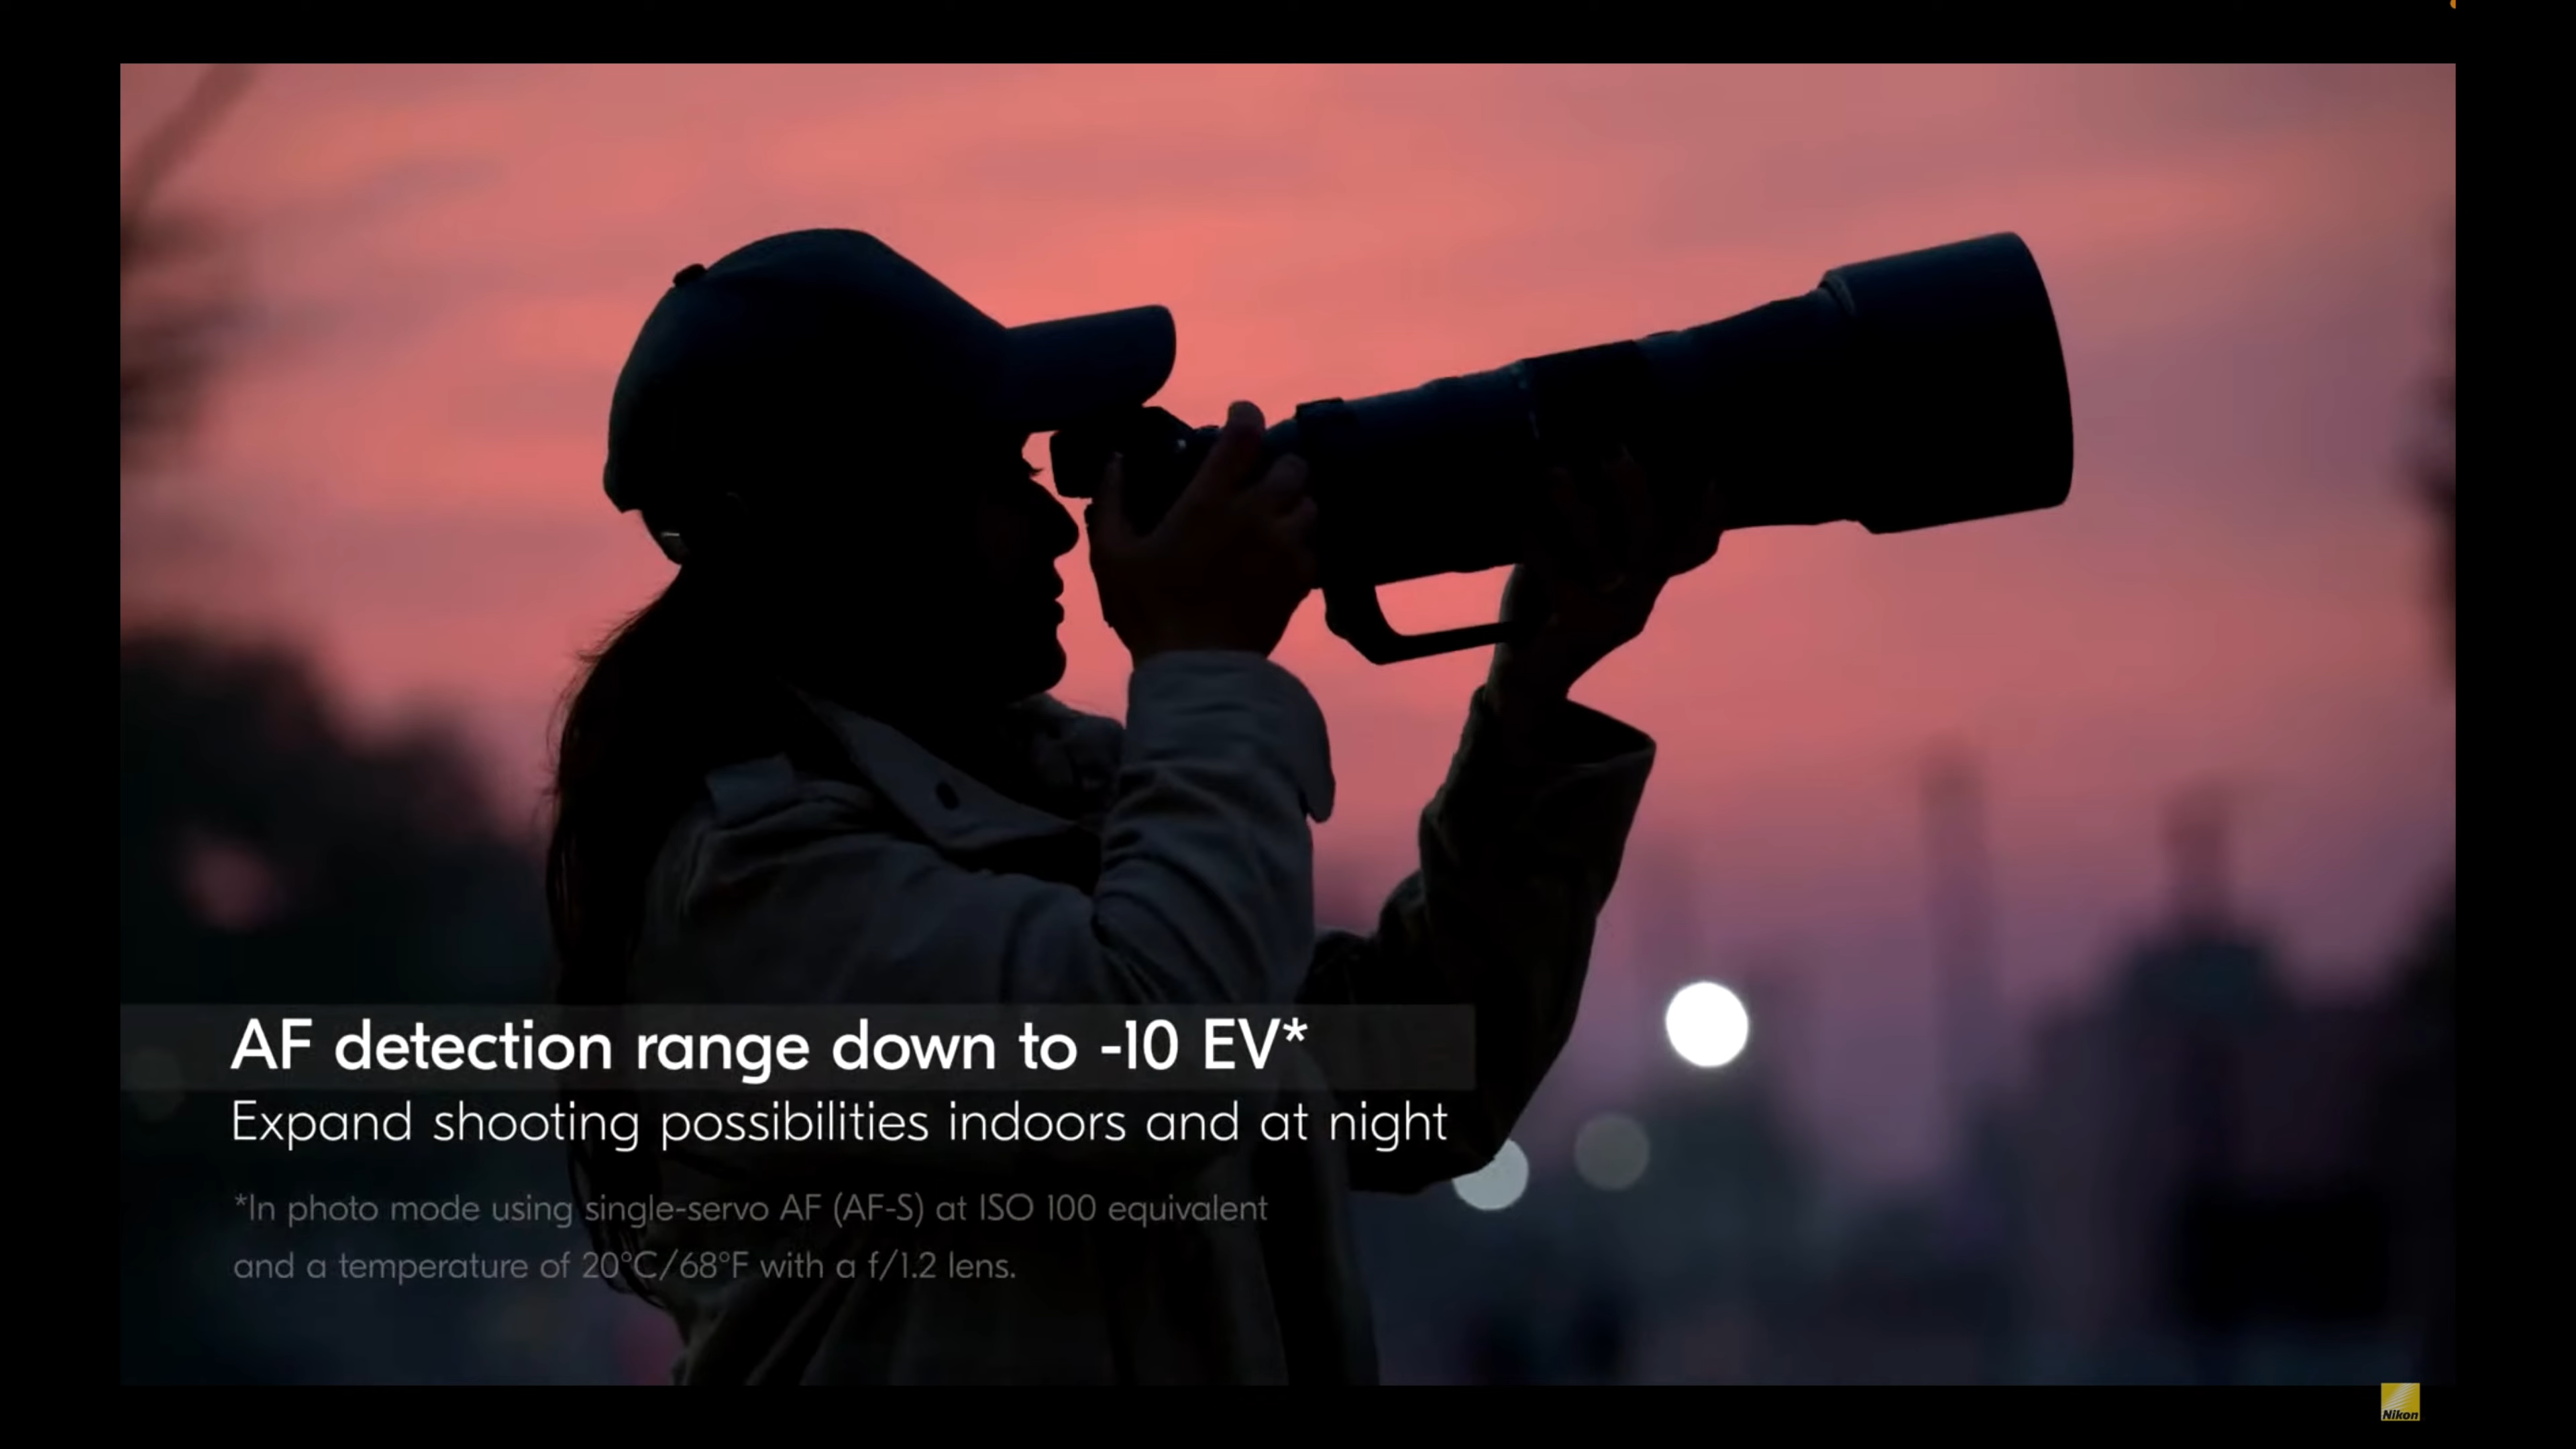 AF detection range down to -10 EV*
Expand shooting possibilities indoors and at night
*In photo mode using single-servo AF (AF-S) at ISO 100 equivalent
and a temperature of 20°C/68°F with a f/1.2 lens.
Nikon